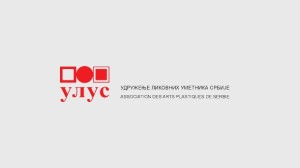 улус
УДРУЖЕЊЕ ЛИКОВНИХ УМЕТНИКА СРБИЈЕ
ASSOCIATION DES ARTS PLASTIQUES DE SERBIE